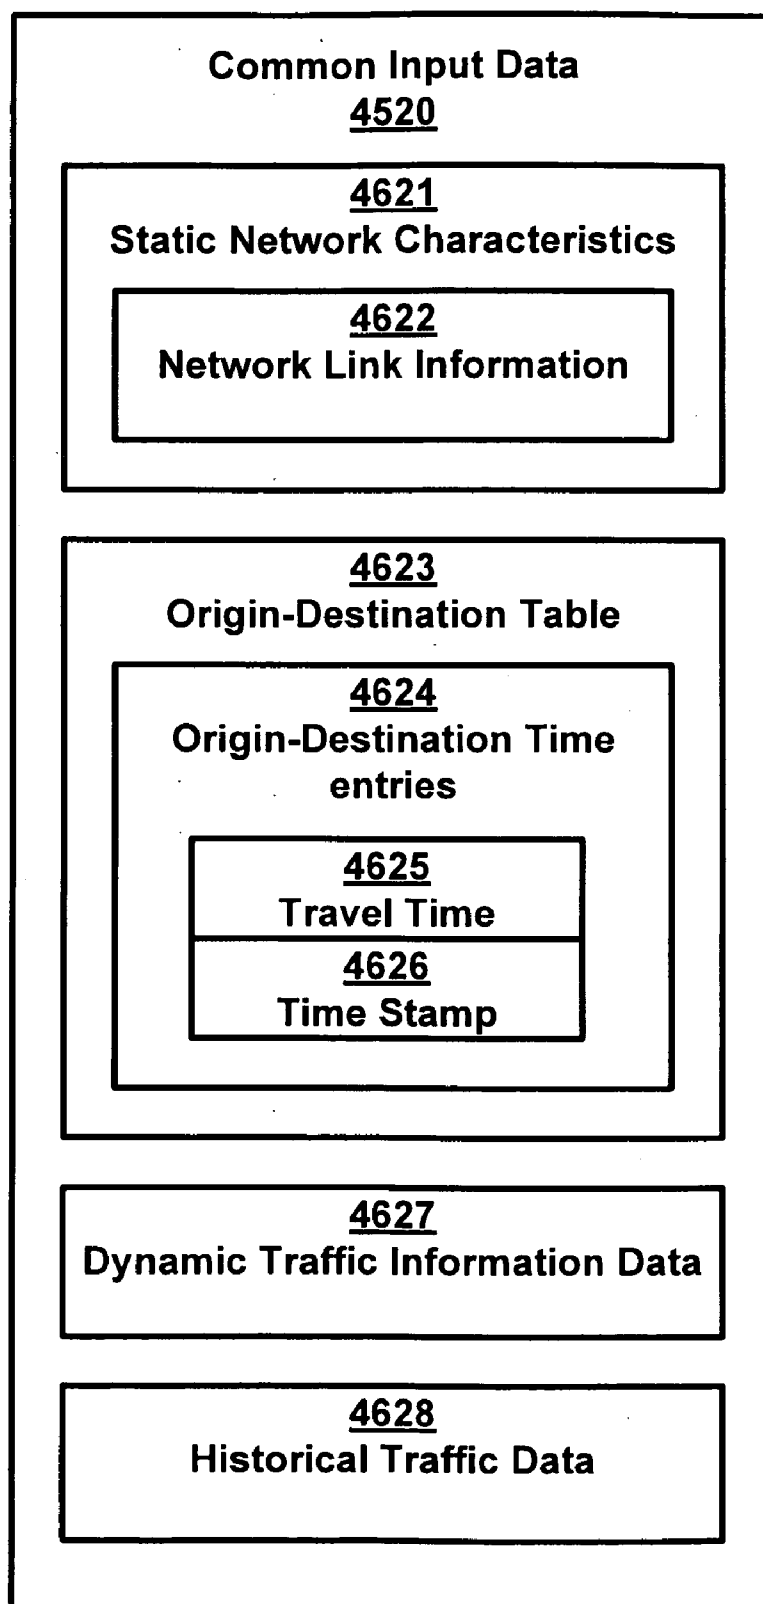 Common Input Data
4520
4621
Static Network Characteristics
4622
Network Link Information
4623
Origin-Destination Table
4624
Origin-Destination Time
entries
4625
Travel Time
4626
Time Stamp
4627
Dynamic Traffic Information Data
4628
Historical Traffic Data